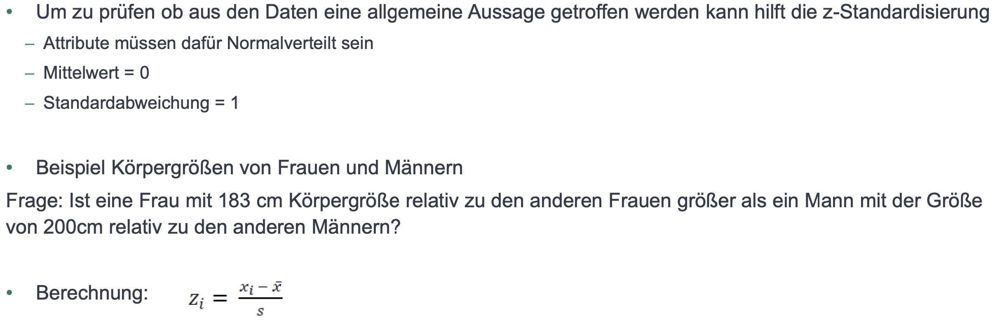 • Um zu prüfen ob aus den Daten eine allgemeine Aussage getroffen werden kann hilft die z-Standardisierung
– Attribute müssen dafür Normalverteilt sein
– Mittelwert = 0
– Standardabweichung = 1
• Beispiel Körpergrößen von Frauen und Männern
Frage: Ist eine Frau mit 183 cm Körpergröße relativ zu den anderen Frauen größer als ein Mann mit der Größe
von 200cm relativ zu den anderen Männern?
• Berechnung: $z_i = \frac{x_i - \bar{x}}{s}$